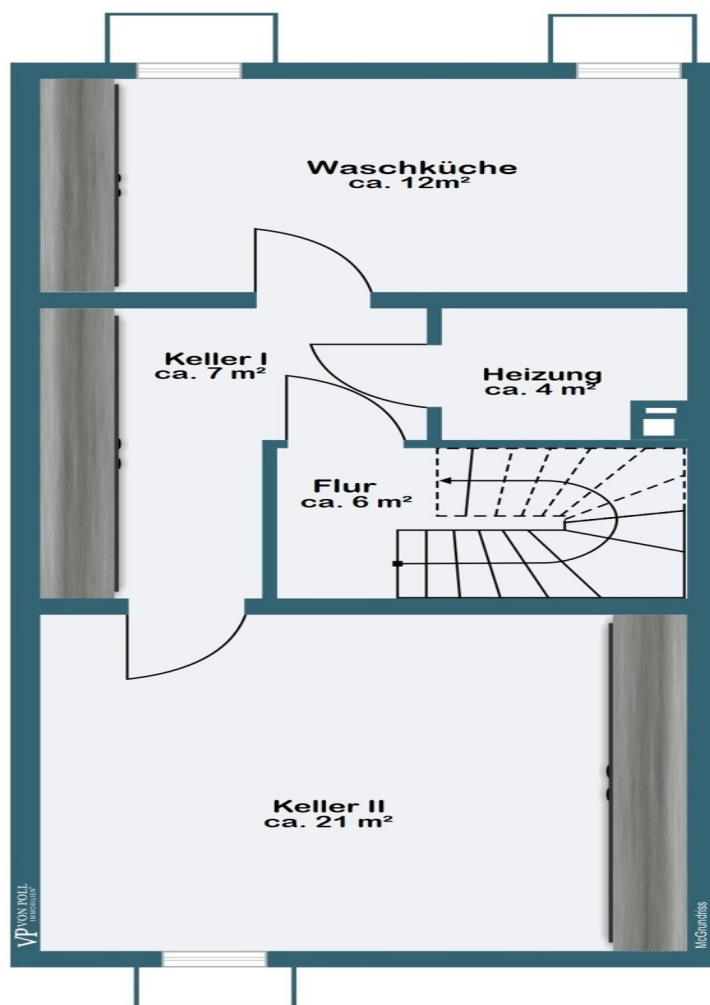 Waschküche
ca. 12m²
Keller I
ca. 7 m²
Heizung
ca. 4 m²
Flur
ca. 6 m²
Keller II
ca. 21 m²
VP VON POLL
IMMOBILIEN®
McGrundriss